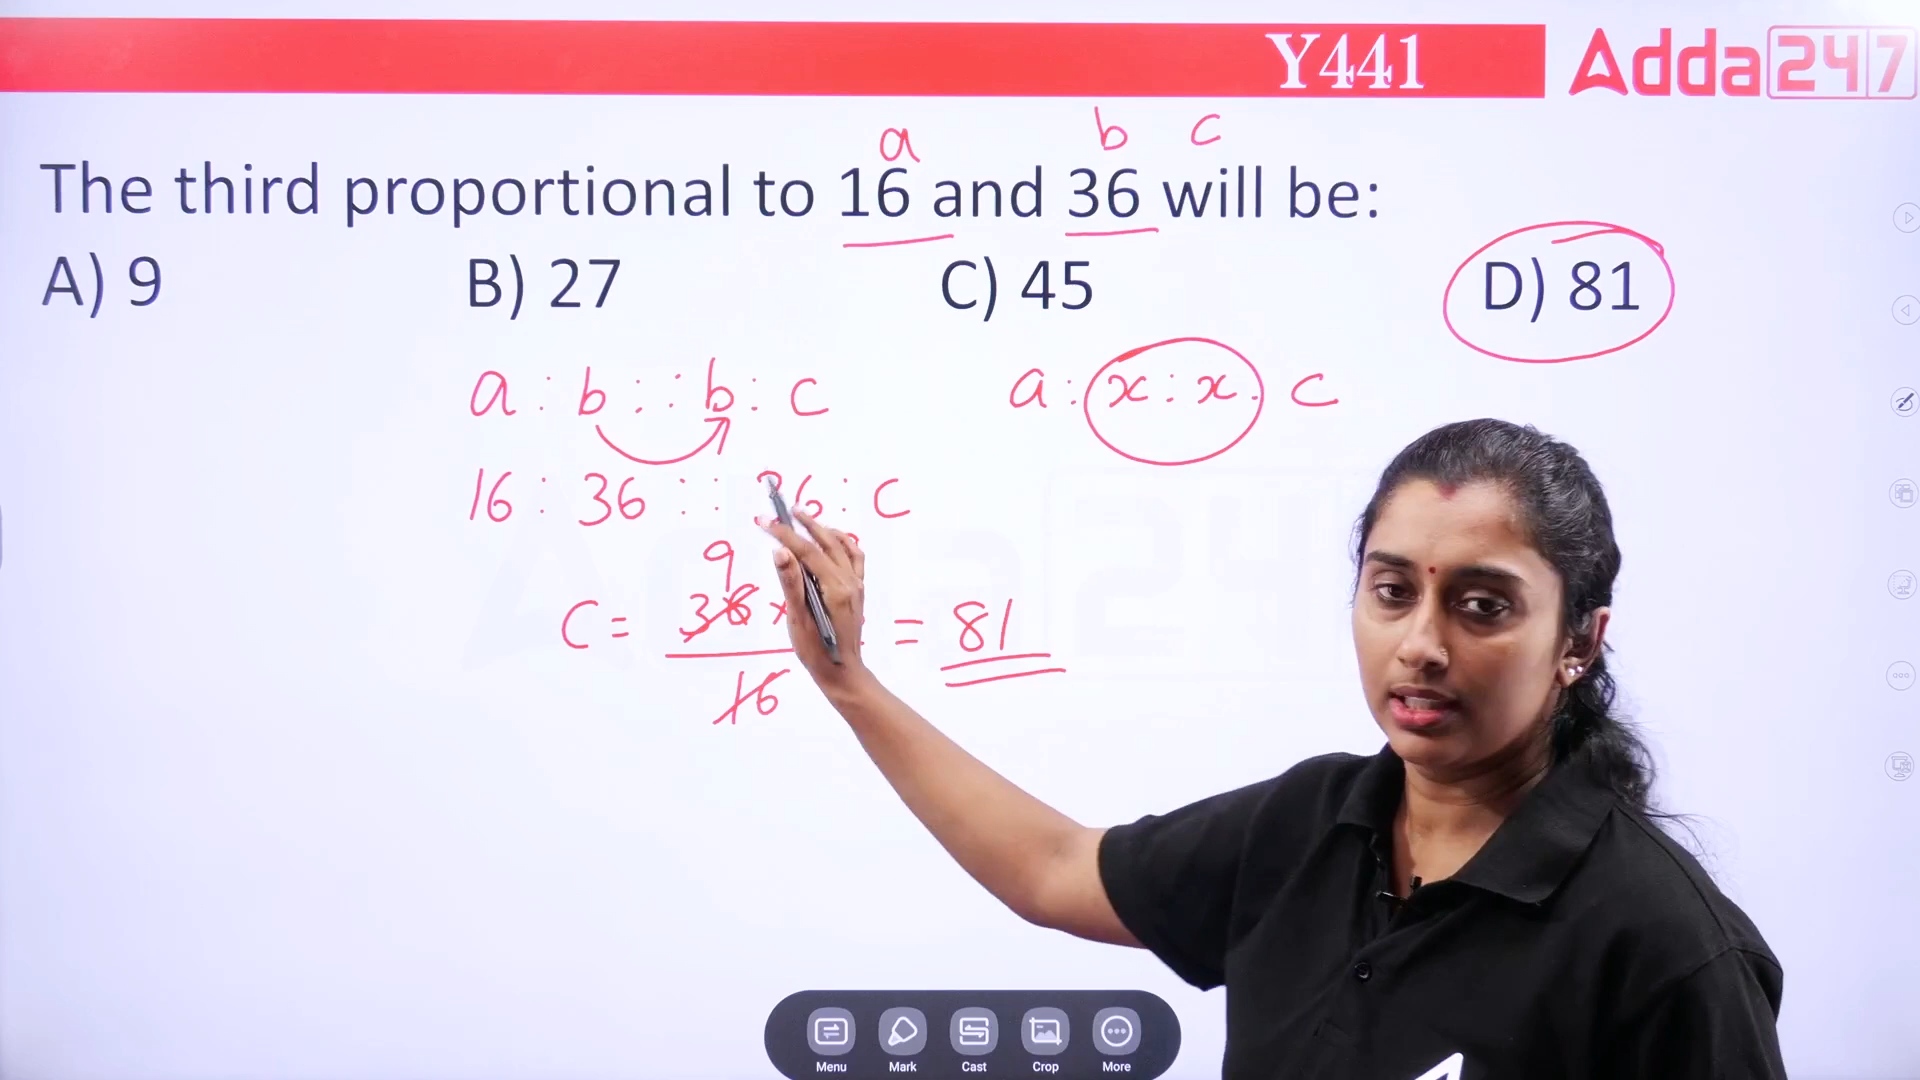 Y441 Adda247
a b c
The third proportional to 16 and 36 will be:
A) 9 B) 27 C) 45 D) 81
a : b :: b : c a : x : x : c
16 : 36 :: 36 : c
9
C = 36 × = 81
16
Menu Mark Cast Crop More